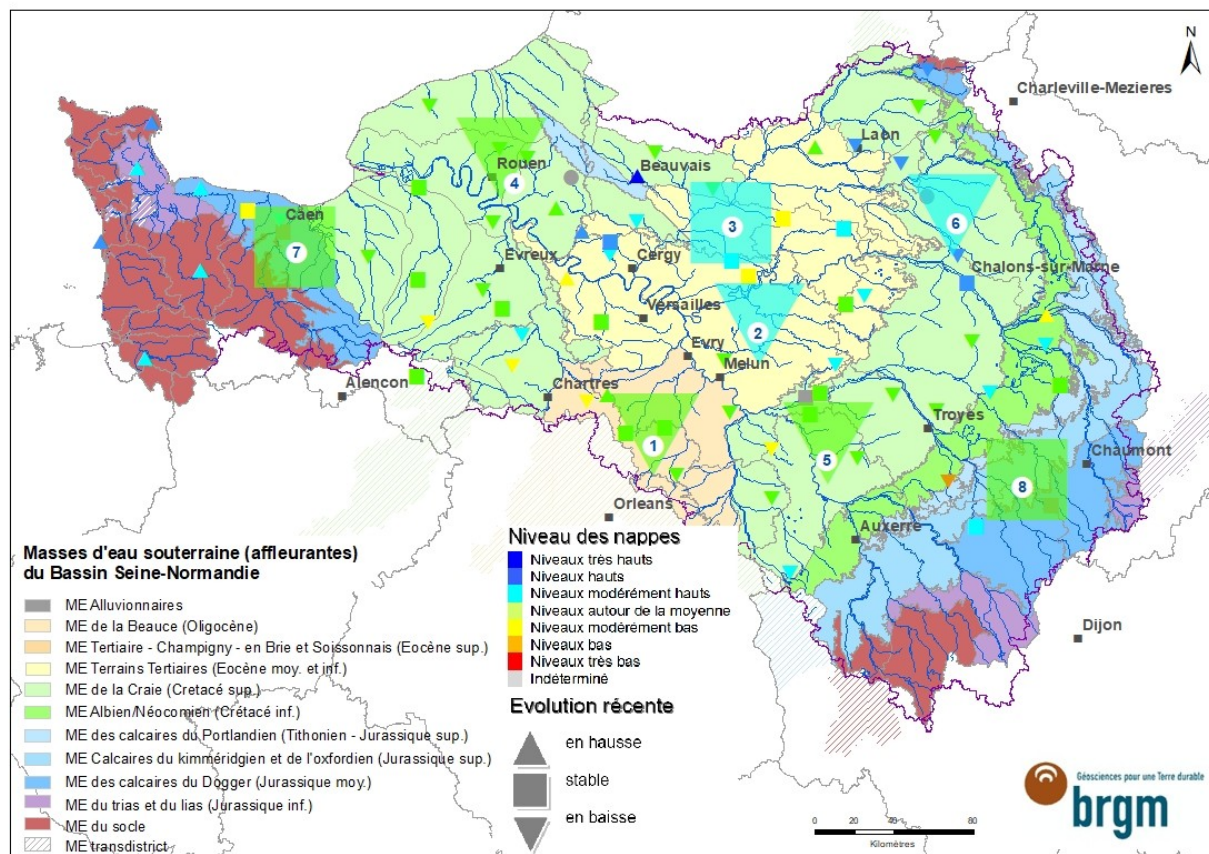 N
Charleville-Mezieres
Laon
Beauvais
Rouen
4
3
6
Caen
7
Chalons-sur-Marne
Evreux
Cergy
Versailles
2
Evry
Melun
Alençon
Chartres
Troyes
Chaumont
1
5
8
Orleans
Auxerre
Dijon
Masses d'eau souterraine (affleurantes)
du Bassin Seine-Normandie
ME Alluvionnaires
ME de la Beauce (Oligocène)
ME Tertiaire - Champigny - en Brie et Soissonnais (Eocène sup.)
ME Terrains Tertiaires (Eocène moy. et inf.)
ME de la Craie (Cretacé sup.)
ME Albien/Néocomien (Crétacé inf.)
ME des calcaires du Portlandien (Tithonien - Jurassique sup.)
ME Calcaires du kimméridgien et de l'oxfordien (Jurassique sup.)
ME des calcaires du Dogger (Jurassique moy.)
ME du trias et du lias (Jurassique inf.)
ME du socle
ME transdistrict
Niveau des nappes
Niveaux très hauts
Niveaux hauts
Niveaux modérément hauts
Niveaux autour de la moyenne
Niveaux modérément bas
Niveaux bas
Niveaux très bas
Indéterminé
Evolution récente
en hausse
stable
en baisse
Géosciences pour une Terre durable
brgm
0 20 40 60
Kilomètres